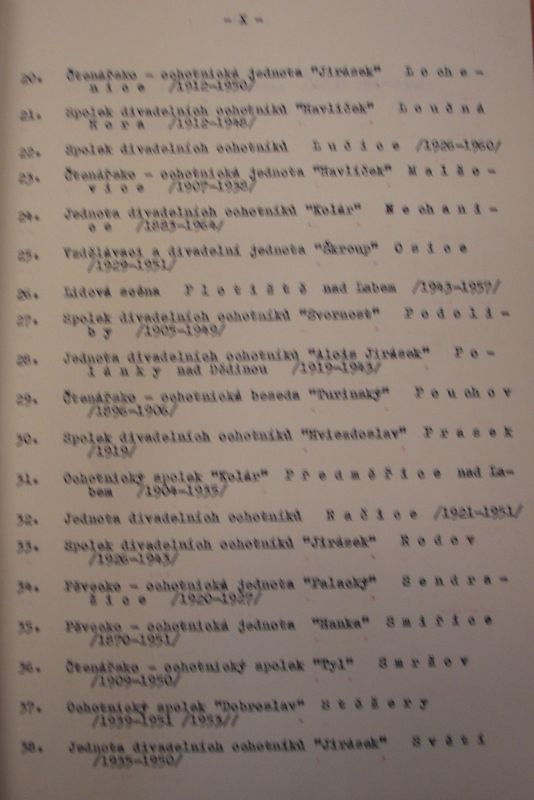 - X -
20. Čtenářsko - ochotnická jednota "Jirásek" L o c h e -
n i c e /1912-1950/
21. Spolek divadelních ochotníků "Havlíček" L o u č n á
H o r a /1912-1948/
22. Spolek divadelních ochotníků L u č i c e /1926-1960/
23. Čtenářsko - ochotnická jednota "Havlíček" M a l š o -
v i c e /1907-1938/
24. Jednota divadelních ochotníků "Kolár" N e c h a n i -
c e /1883-1964/
25. Vzdělávací a divadelní jednota "Škroup" O s i c e
/1929-1951/
26. Lidová scéna P l o t i š t ě nad Labem /1943-1957/
27. Spolek divadelních ochotníků "Svornost" P o d o l i -
b y /1905-1949/
28. Jednota divadelních ochotníků "Alois Jirásek" P o -
l á n k y nad Dědinou /1919-1943/
29. Čtenářsko - ochotnická beseda "Turinský" P o u c h o v
/1896-1906/
30. Spolek divadelních ochotníků "Hviezdoslav" P r a s e k
/1919/
31. Ochotnický spolek "Kolár" P ř e d m ě ř i c e nad La-
bem /1904-1935/
32. Jednota divadelních ochotníků R a č i c e /1921-1951/
33. Spolek divadelních ochotníků "Jirásek" R o d o v
/1926-1943/
34. Pěvecko - ochotnická jednota "Palacký" S e n d r a -
ž i c e /1920-1927/
35. Pěvecko - ochotnická jednota "Hanka" S m i ř i c e
/1870-1951/
36. Čtenářsko - ochotnický spolek "Tyl" S m r ž o v
/1909-1950/
37. Ochotnický spolek "Dobroslav" S t ě ž e r y
/1939-1951 /1953//
38. Jednota divadelních ochotníků "Jirásek" S v ě t í
/1935-1950/